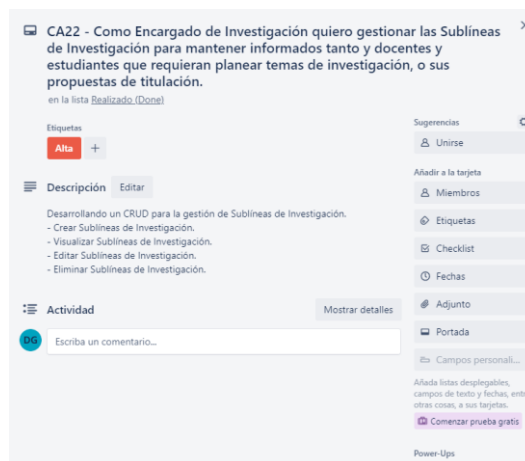 CA22 - Como Encargado de Investigación quiero gestionar las Sublíneas
de Investigación para mantener informados tanto y docentes y
estudiantes que requieran planear temas de investigación, o sus
propuestas de titulación.
en la lista Realizado (Done)
Etiquetas
Alta +
Descripción Editar
Desarrollando un CRUD para la gestión de Sublíneas de Investigación.
- Crear Sublíneas de Investigación.
- Visualizar Sublíneas de Investigación.
- Editar Sublíneas de Investigación.
- Eliminar Sublíneas de Investigación.
Actividad Mostrar detalles
DG Escriba un comentario...
Sugerencias
Unirse
Añadir a la tarjeta
Miembros
Etiquetas
Checklist
Fechas
Adjunto
Portada
Campos personali...
Añada listas desplegables,
campos de texto y fechas, entr
otras cosas, a sus tarjetas.
Comenzar prueba gratis
Power-Ups